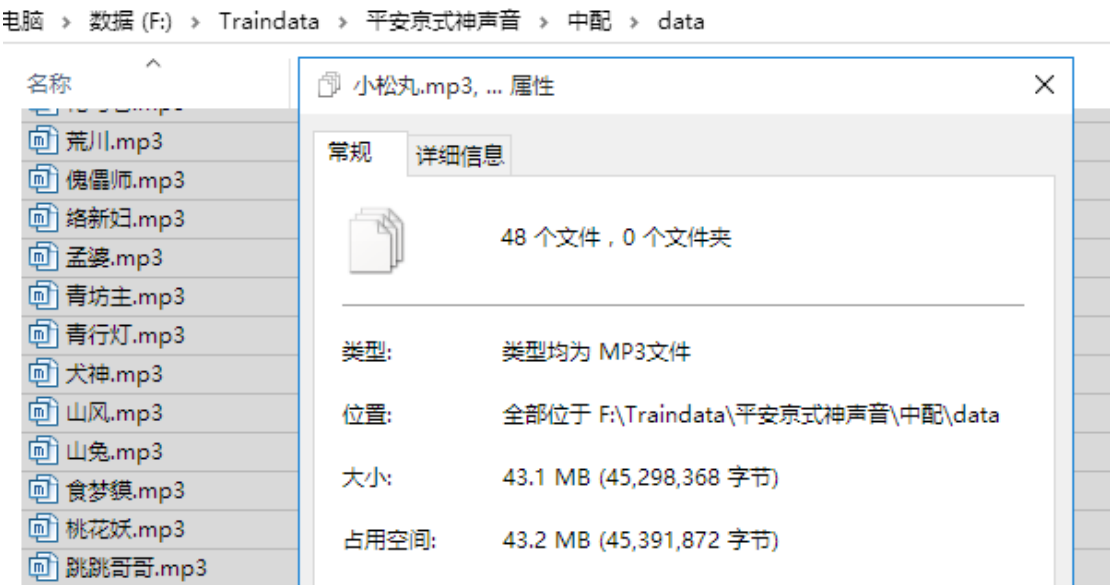 电脑 > 数据 (F:) > Traindata > 平安京式神声音 > 中配 > data
名称
荒川.mp3
傀儡师.mp3
络新妇.mp3
孟婆.mp3
青坊主.mp3
青行灯.mp3
犬神.mp3
山风.mp3
山兔.mp3
食梦貘.mp3
桃花妖.mp3
跳跳哥哥.mp3
小松丸.mp3, ... 属性
常规
详细信息
48 个文件，0 个文件夹
类型: 类型均为 MP3文件
位置: 全部位于 F:\Traindata\平安京式神声音\中配\data
大小: 43.1 MB (45,298,368 字节)
占用空间: 43.2 MB (45,391,872 字节)